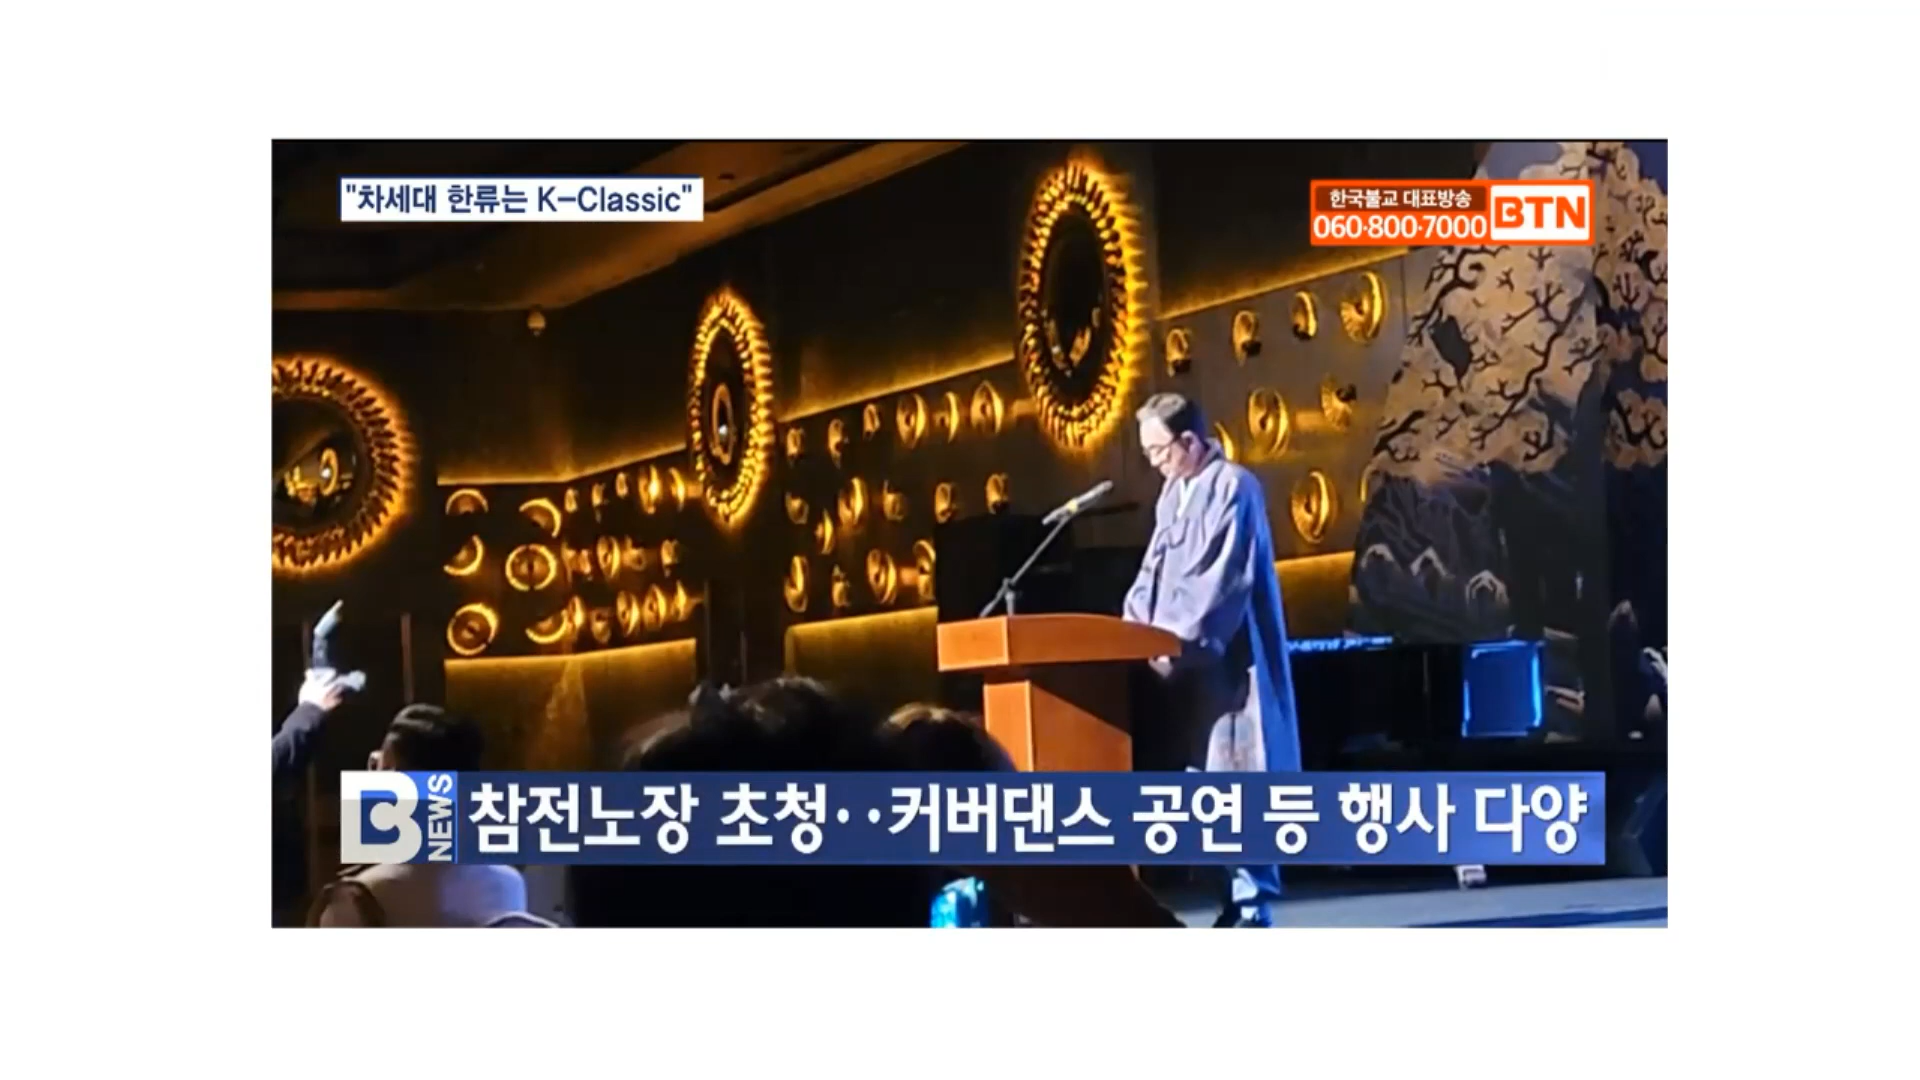 "차세대 한류는 K-Classic"
한국불교 대표방송
060·800·7000
BTN
B NEWS
참전노장 초청··커버댄스 공연 등 행사 다양